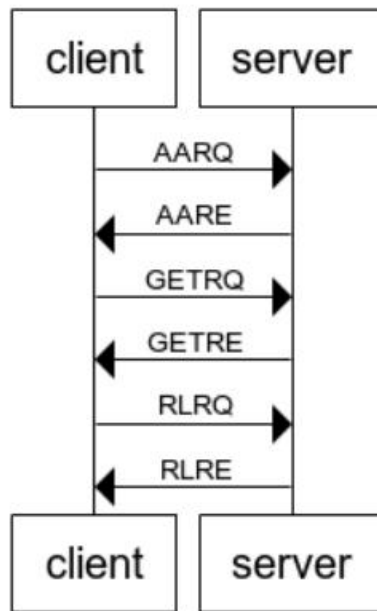 client server
AARQ
AARE
GETRQ
GETRE
RLRQ
RLRE
client server